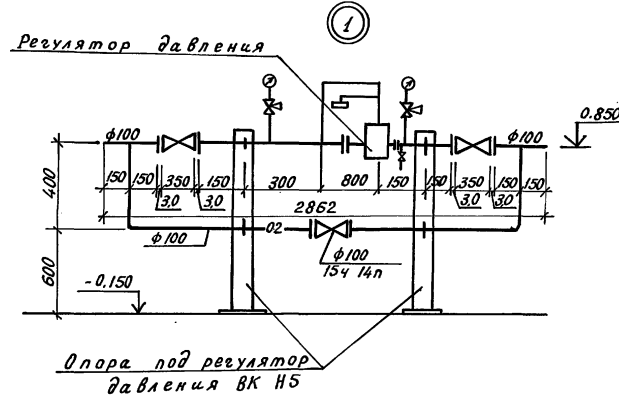 1
Регулятор давления
0.850
ф100
ф100
400
150 150 350 150 300 800 150 150 350 150 150
3,0 3,0 3,0 3,0
2862
ф100
02
ф100
15ч 14п
600
-0.150
Опора под регулятор
давления ВК Н5